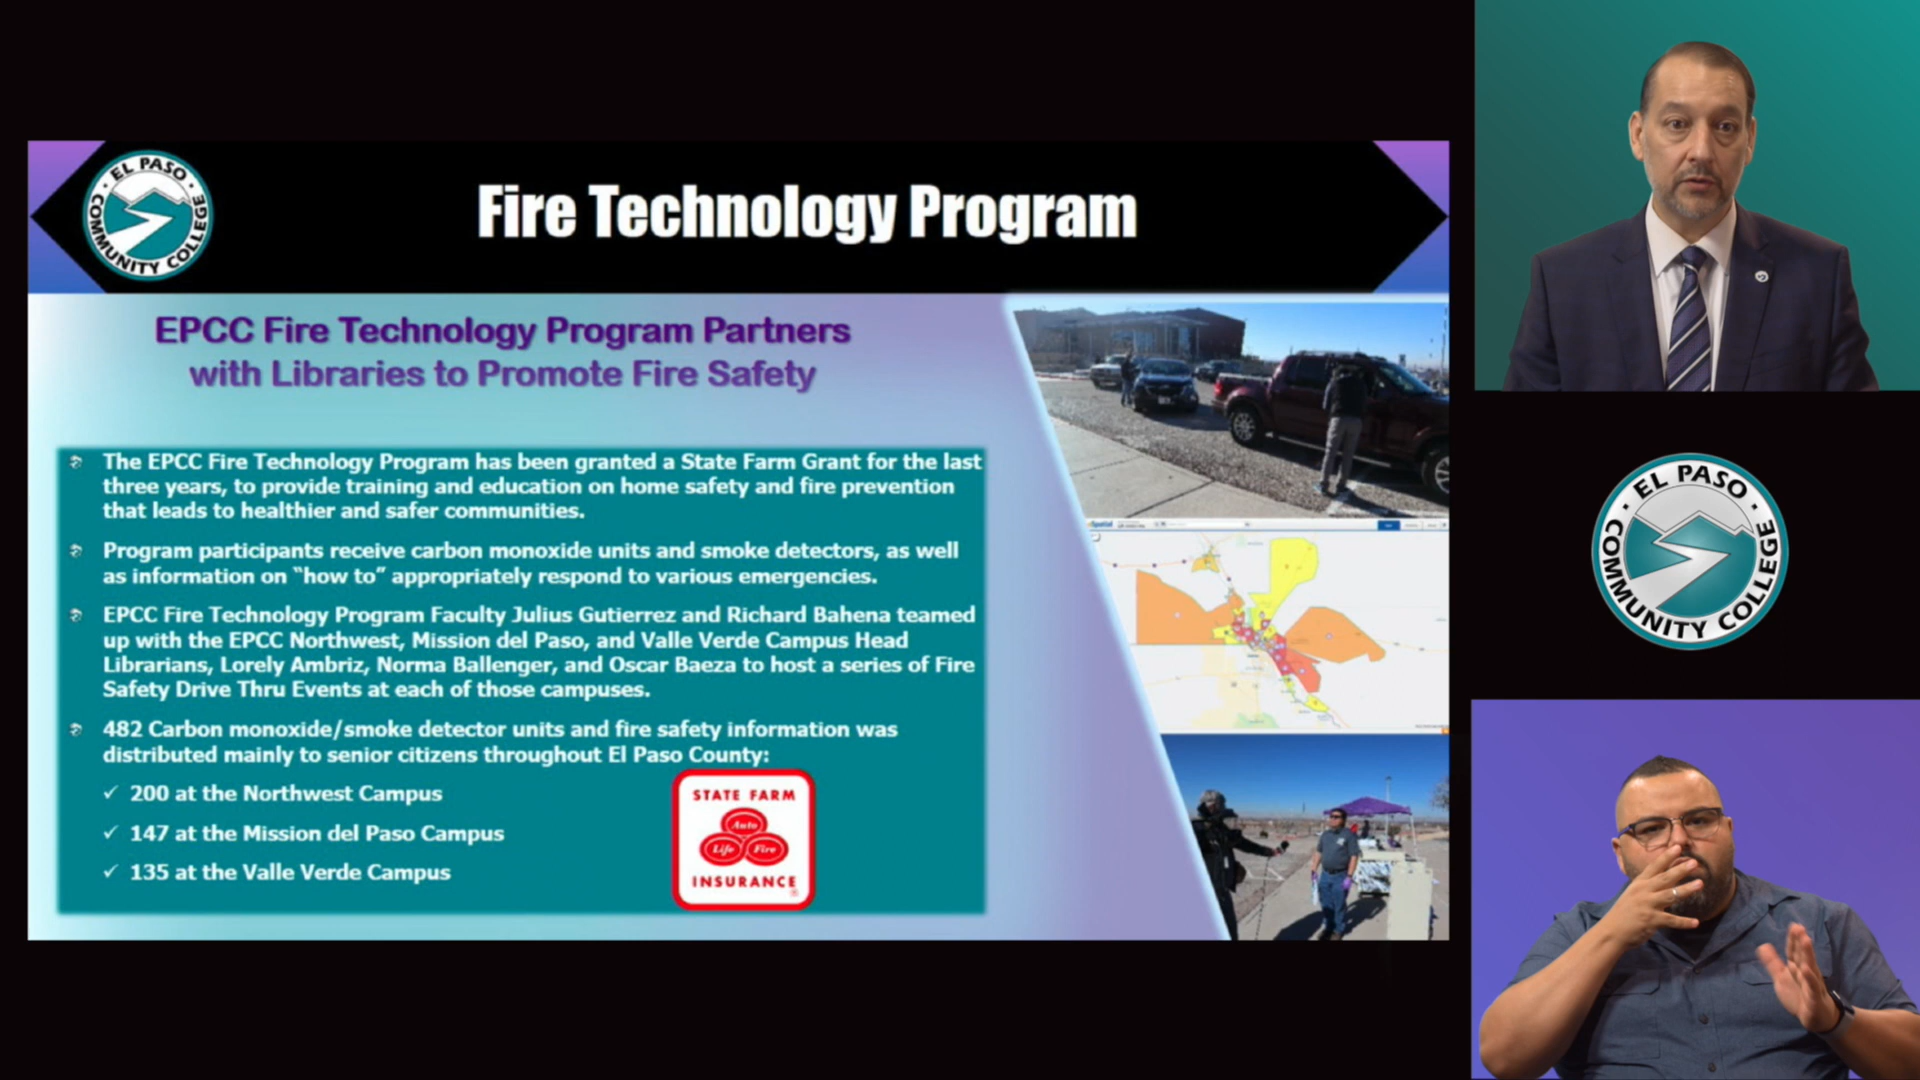 EL PASO
COMMUNITY COLLEGE
Fire Technology Program
EPCC Fire Technology Program Partners
with Libraries to Promote Fire Safety
The EPCC Fire Technology Program has been granted a State Farm Grant for the last
three years, to provide training and education on home safety and fire prevention
that leads to healthier and safer communities.
Program participants receive carbon monoxide units and smoke detectors, as well
as information on “how to” appropriately respond to various emergencies.
EPCC Fire Technology Program Faculty Julius Gutierrez and Richard Bahena teamed
up with the EPCC Northwest, Mission del Paso, and Valle Verde Campus Head
Librarians, Lorely Ambriz, Norma Ballenger, and Oscar Baeza to host a series of Fire
Safety Drive Thru Events at each of those campuses.
482 Carbon monoxide/smoke detector units and fire safety information was
distributed mainly to senior citizens throughout El Paso County:
200 at the Northwest Campus
147 at the Mission del Paso Campus
135 at the Valle Verde Campus
STATE FARM
Auto
Life Fire
INSURANCE
EL PASO
COMMUNITY COLLEGE